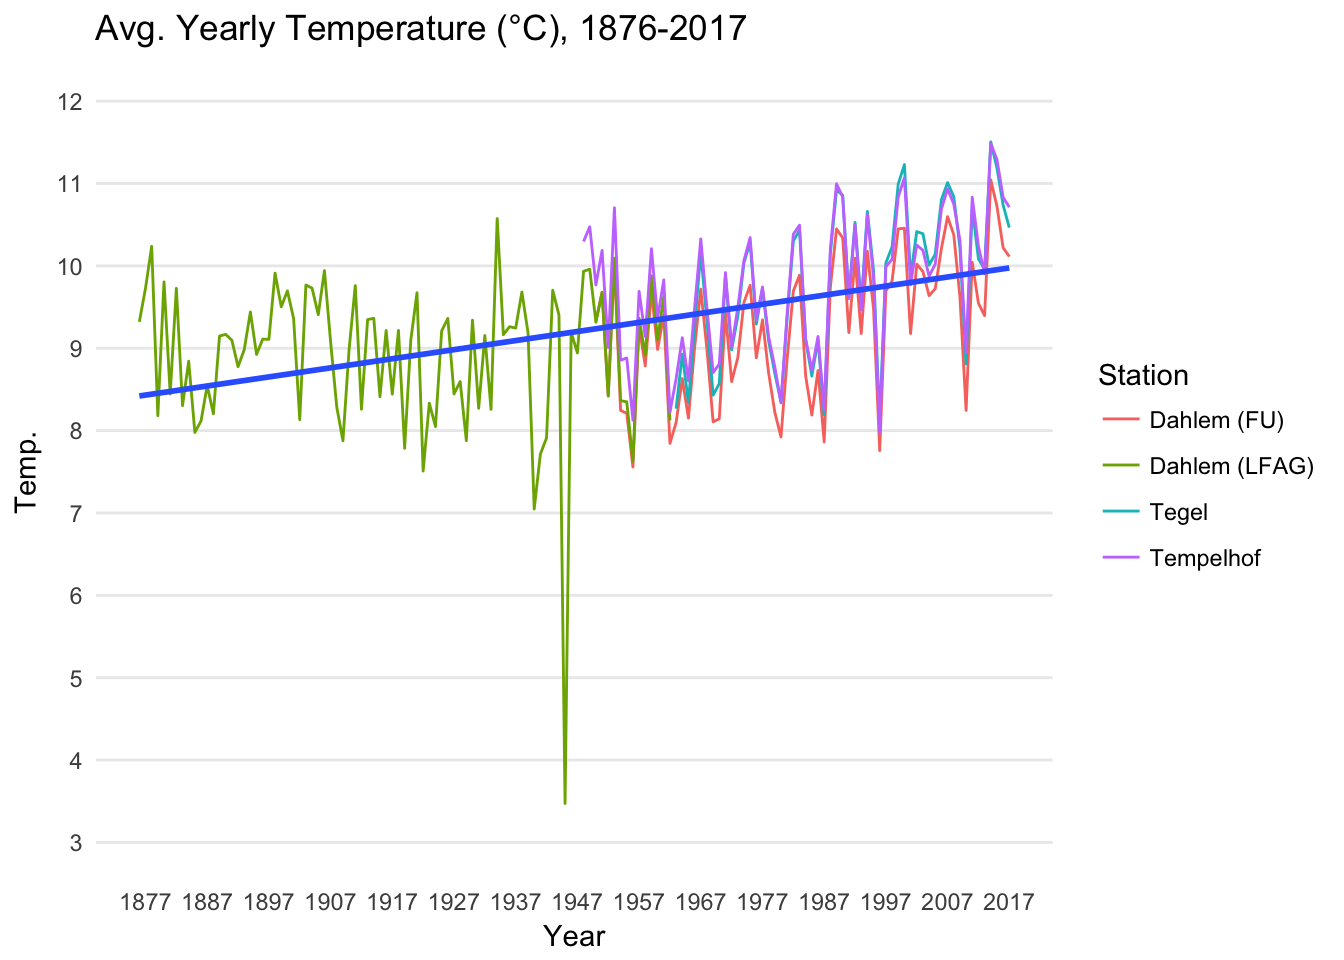 Avg. Yearly Temperature (°C), 1876-2017
12
11
10
9
8
7
6
5
4
3
Temp.
1877 1887 1897 1907 1917 1927 1937 1947 1957 1967 1977 1987 1997 2007 2017
Year
Station
Dahlem (FU)
Dahlem (LFAG)
Tegel
Tempelhof